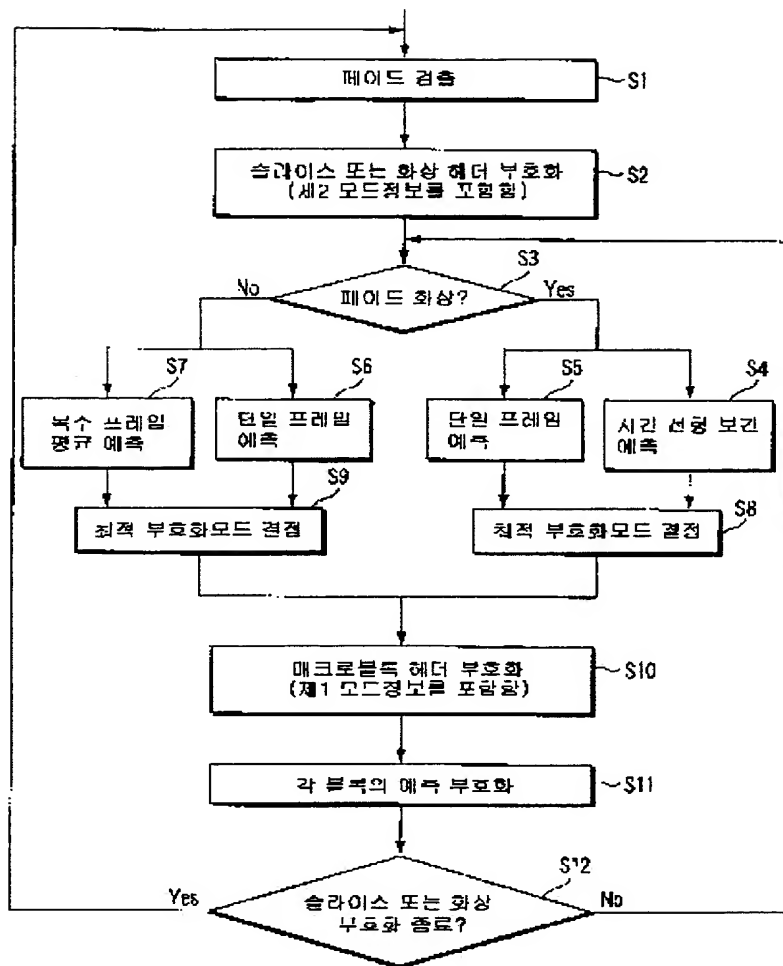 페이드 검출
S1
슬라이스 또는 화상 헤더 부호화
(제2 모드정보를 포함함)
S2
S3
No
페이드 화상?
Yes
S7
S6
S5
S4
복수 프레임
평균 예측
단일 프레임
예측
단일 프레임
예측
시간 선형 보간
예측
S9
최적 부호화모드 결정
최적 부호화모드 결정
S8
매크로블록 헤더 부호화
(제1 모드정보를 포함함)
S10
각 블록의 예측 부호화
S11
S12
Yes
슬라이스 또는 화상
부호화 종료?
No